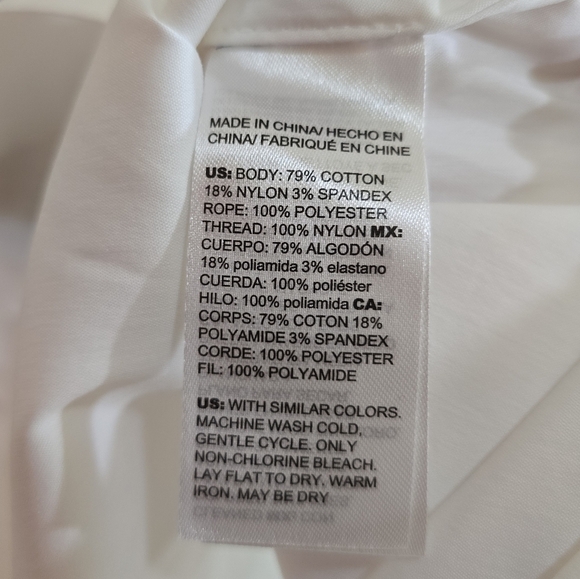 MADE IN CHINA/ HECHO EN
CHINA/ FABRIQUÉ EN CHINE
US: BODY: 79% COTTON
18% NYLON 3% SPANDEX
ROPE: 100% POLYESTER
THREAD: 100% NYLON MX:
CUERPO: 79% ALGODÓN
18% poliamida 3% elastano
CUERDA: 100% poliéster
HILO: 100% poliamida CA:
CORPS: 79% COTON 18%
POLYAMIDE 3% SPANDEX
CORDE: 100% POLYESTER
FIL: 100% POLYAMIDE
US: WITH SIMILAR COLORS.
MACHINE WASH COLD,
GENTLE CYCLE. ONLY
NON-CHLORINE BLEACH.
LAY FLAT TO DRY. WARM
IRON. MAY BE DRY